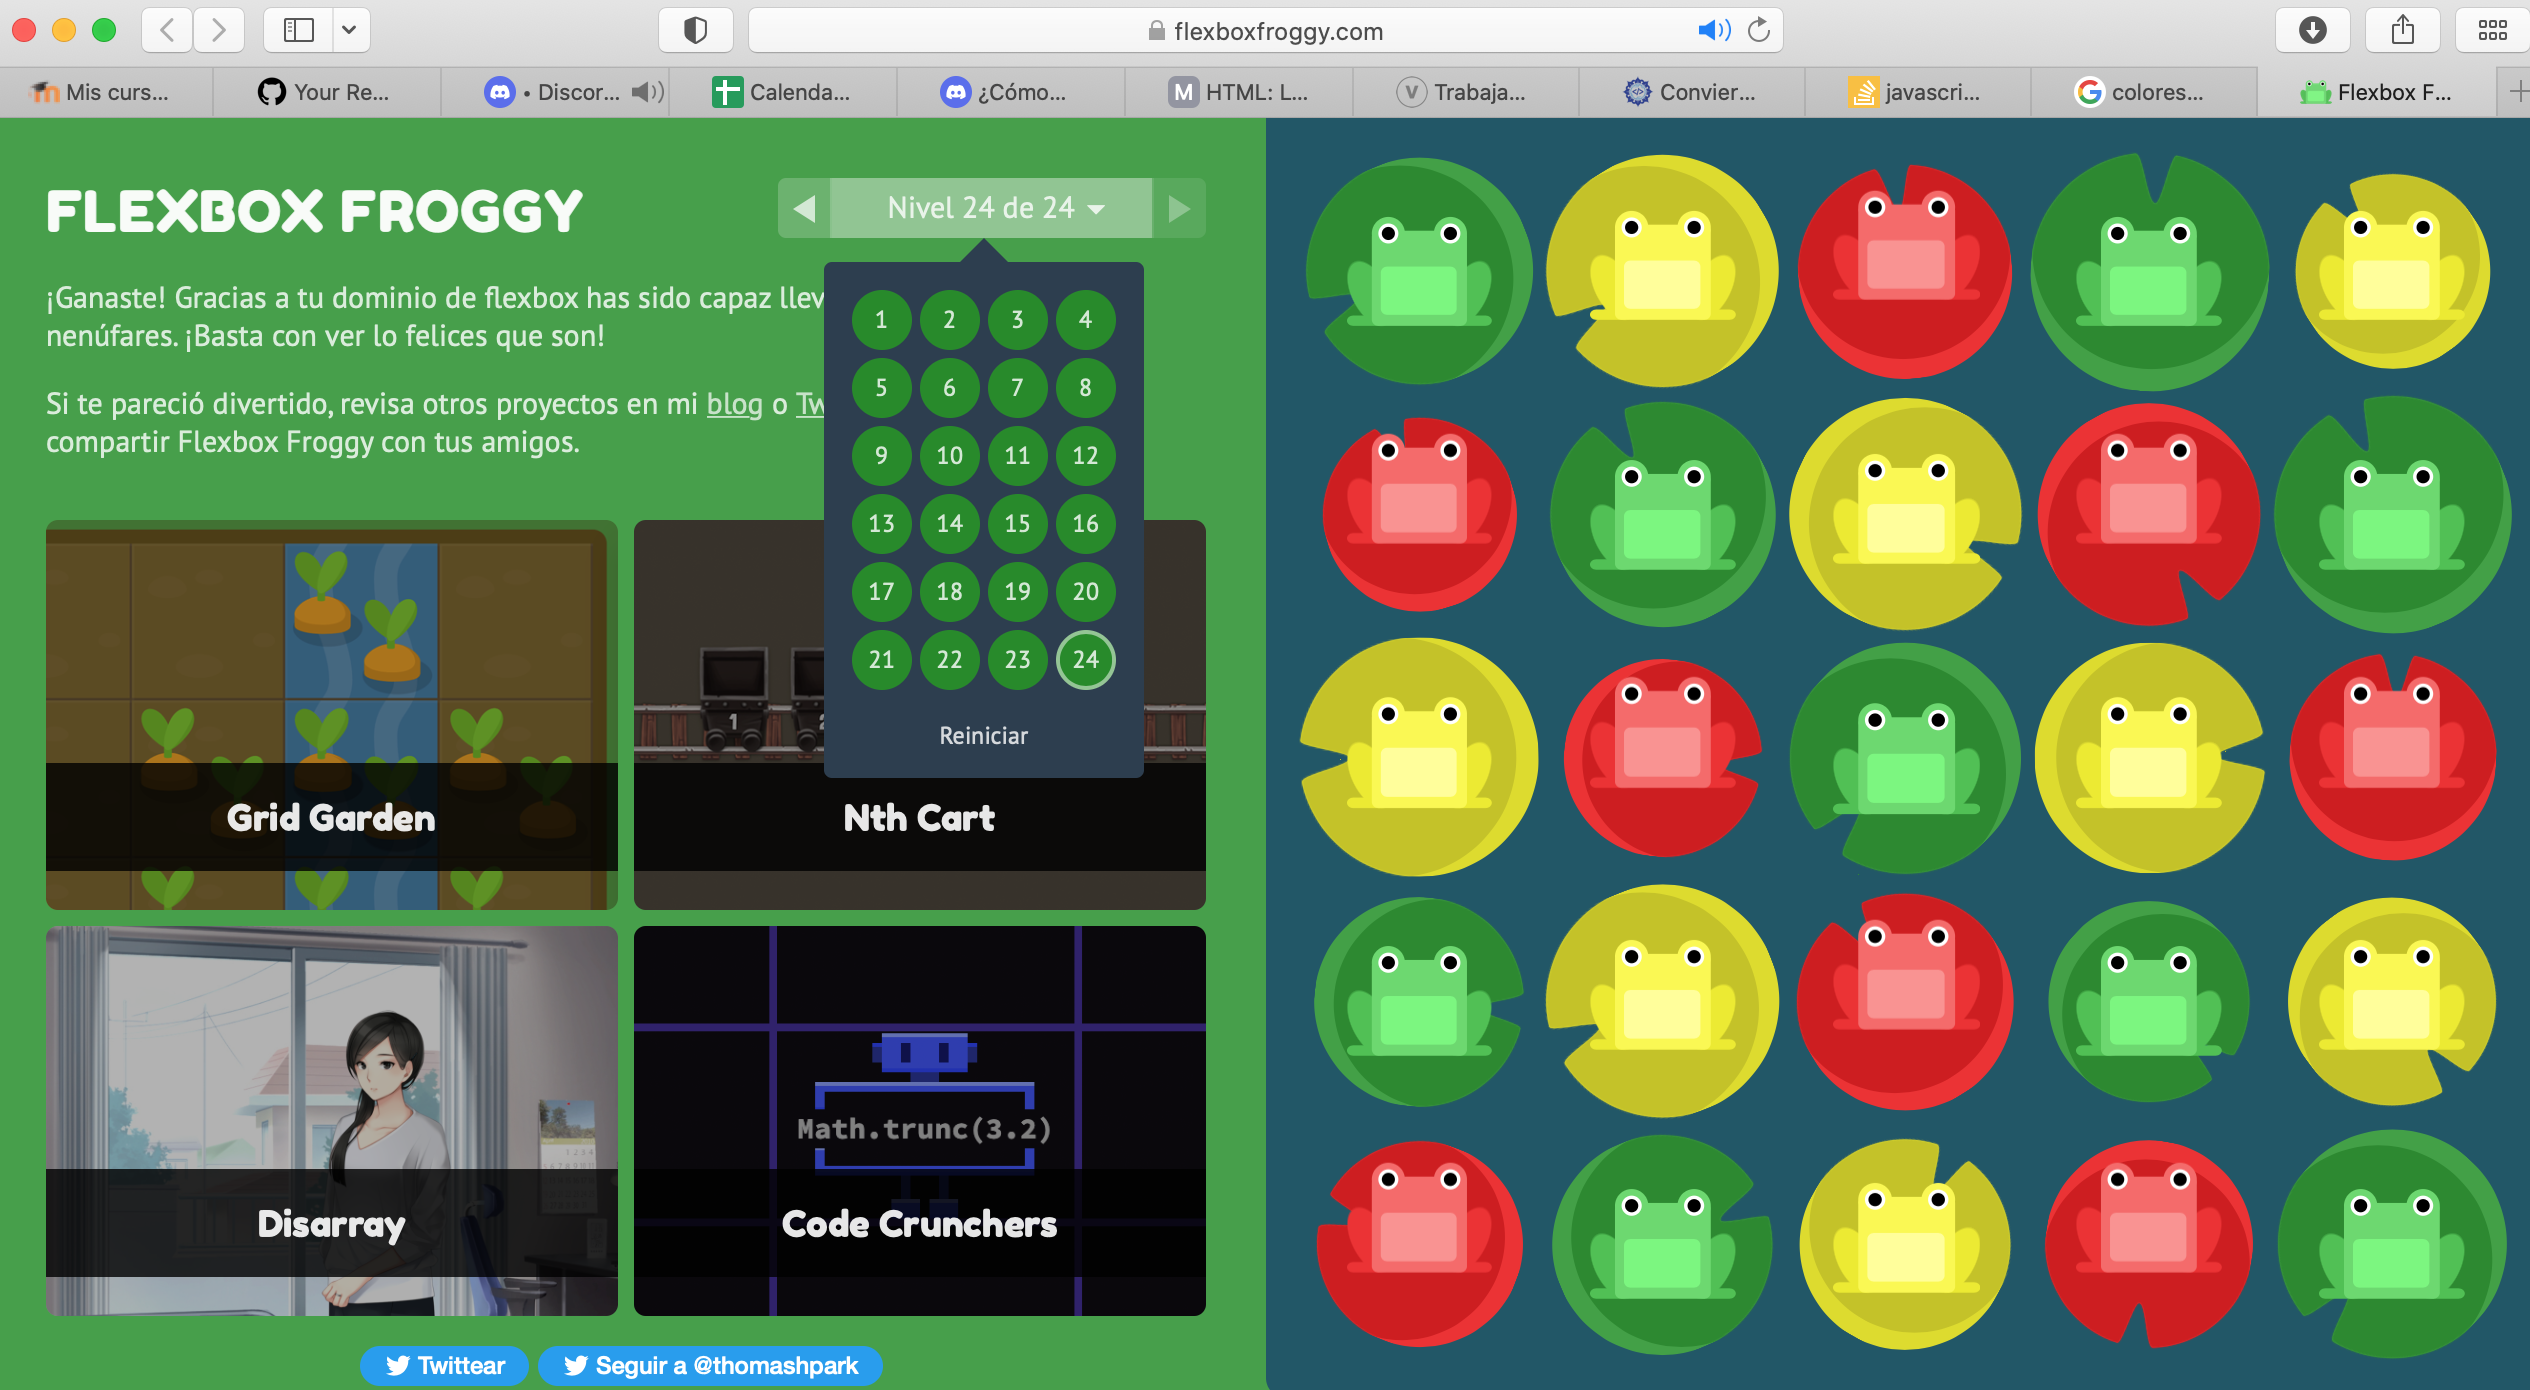 flexboxfroggy.com
Mis curs...
Your Re...
• Discor...
Calenda...
¿Cómo...
M HTML: L...
V Trabaja...
Convier...
javascri...
colores...
Flexbox F...
FLEXBOX FROGGY
Nivel 24 de 24
¡Ganaste! Gracias a tu dominio de flexbox has sido capaz llev
nenúfares. ¡Basta con ver lo felices que son!
Si te pareció divertido, revisa otros proyectos en mi blog o Tw
compartir Flexbox Froggy con tus amigos.
1 2 3 4
5 6 7 8
9 10 11 12
13 14 15 16
17 18 19 20
21 22 23 24
Reiniciar
1
Grid Garden
Nth Cart
Math.trunc(3.2)
Disarray
Code Crunchers
Twittear
Seguir a @thomashpark